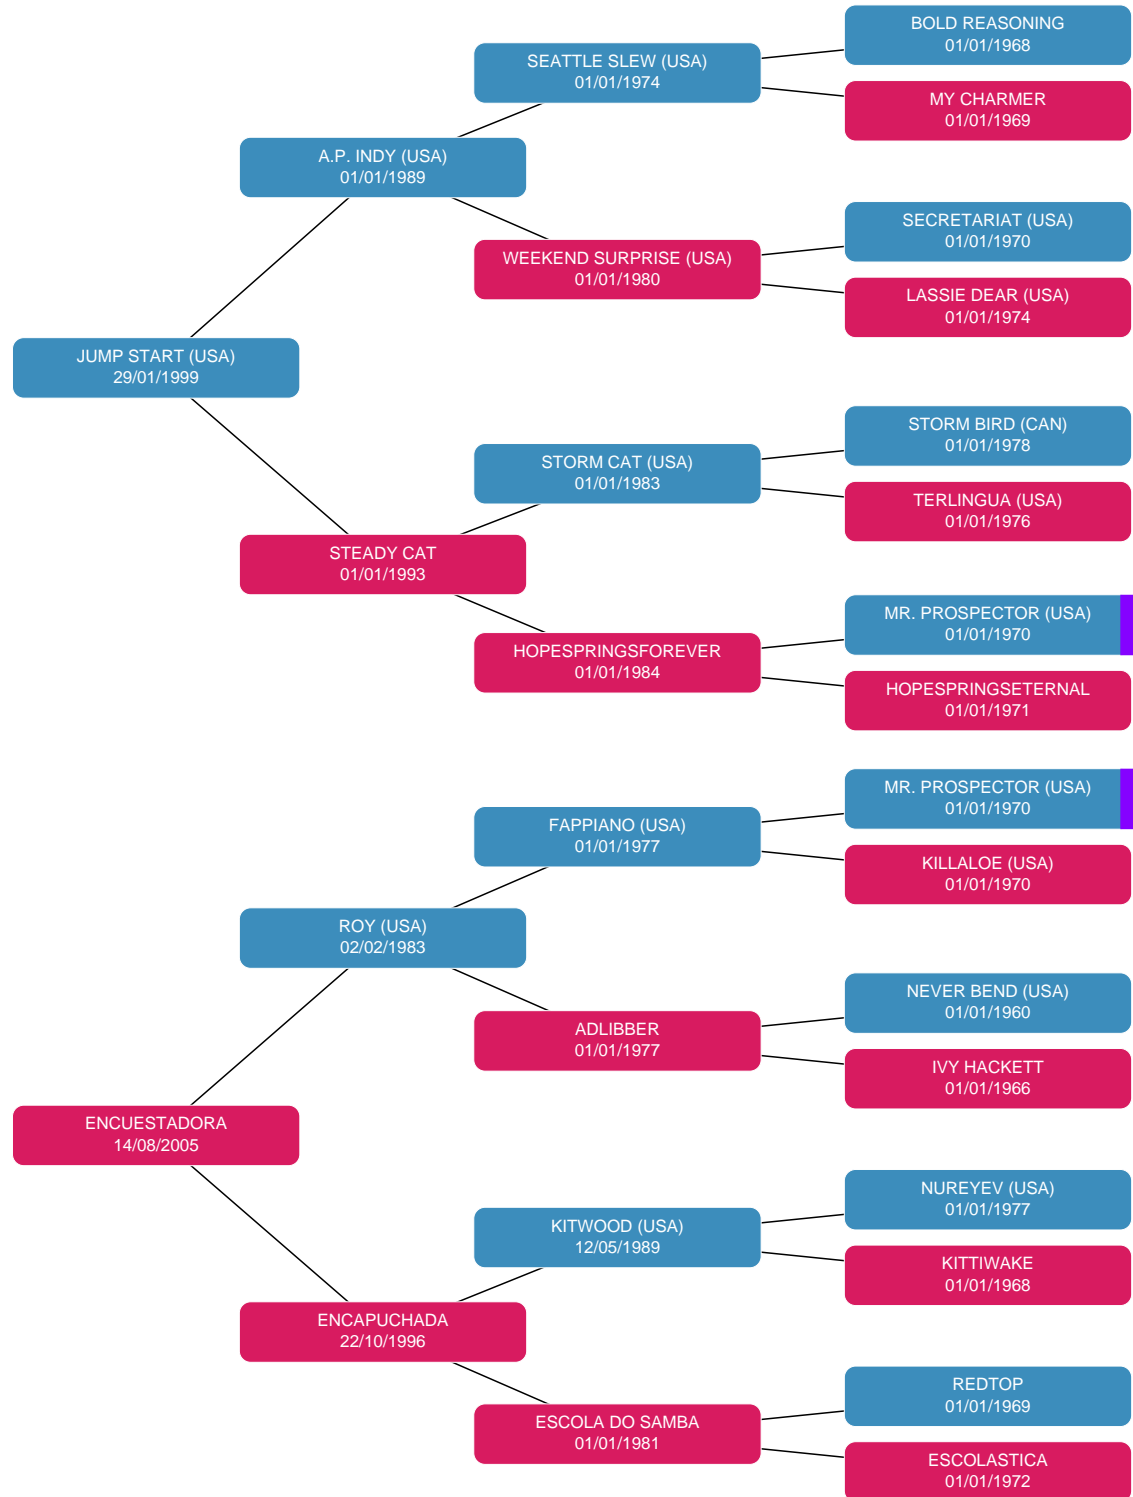 BOLD REASONING
01/01/1968
SEATTLE SLEW (USA)
01/01/1974
MY CHARMER
01/01/1969
A.P. INDY (USA)
01/01/1989
SECRETARIAT (USA)
01/01/1970
WEEKEND SURPRISE (USA)
01/01/1980
LASSIE DEAR (USA)
01/01/1974
JUMP START (USA)
29/01/1999
STORM BIRD (CAN)
01/01/1978
STORM CAT (USA)
01/01/1983
TERLINGUA (USA)
01/01/1976
STEADY CAT
01/01/1993
MR. PROSPECTOR (USA)
01/01/1970
HOPESPRINGSFOREVER
01/01/1984
HOPESPRINGSETERNAL
01/01/1971
MR. PROSPECTOR (USA)
01/01/1970
FAPPIANO (USA)
01/01/1977
KILLALOE (USA)
01/01/1970
ROY (USA)
02/02/1983
NEVER BEND (USA)
01/01/1960
ADLIBBER
01/01/1977
IVY HACKETT
01/01/1966
ENCUESTADORA
14/08/2005
NUREYEV (USA)
01/01/1977
KITWOOD (USA)
12/05/1989
KITTIWAKE
01/01/1968
ENCAPUCHADA
22/10/1996
REDTOP
01/01/1969
ESCOLA DO SAMBA
01/01/1981
ESCOLASTICA
01/01/1972